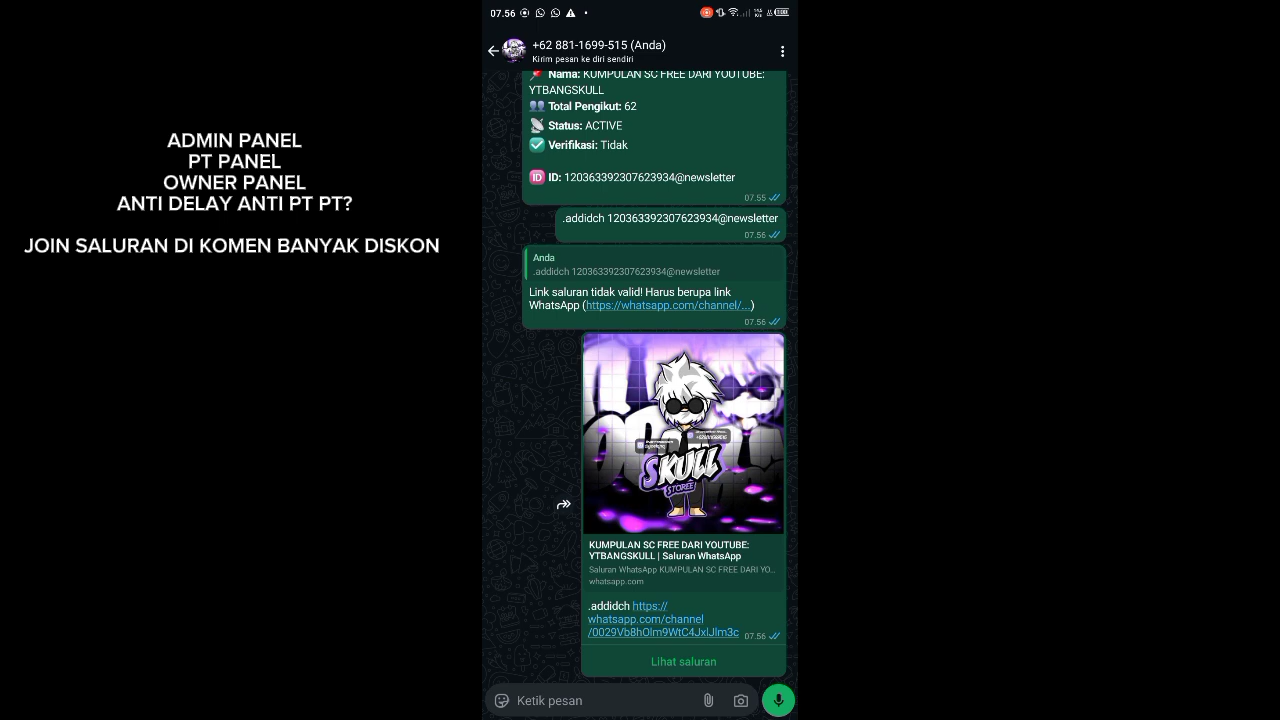 ADMIN PANEL
PT PANEL
OWNER PANEL
ANTI DELAY ANTI PT PT?
JOIN SALURAN DI KOMEN BANYAK DISKON
07.56
+62 881-1699-515 (Anda)
Kirim pesan ke diri sendiri
Nama: KUMPULAN SC FREE DARI YOUTUBE:
YTBANGSKULL
Total Pengikut: 62
Status: ACTIVE
Verifikasi: Tidak
ID ID: 120363392307623934@newsletter
07.55
.addidch 120363392307623934@newsletter
07.56
Anda
.addidch 120363392307623934@newsletter
Link saluran tidak valid! Harus berupa link
WhatsApp (https://whatsapp.com/channel/...)
07.56
SKULL
STOREE
KUMPULAN SC FREE DARI YOUTUBE:
YTBANGSKULL | Saluran WhatsApp
Saluran WhatsApp KUMPULAN SC FREE DARI YO...
whatsapp.com
.addidch https://
whatsapp.com/channel
/0029Vb8hOlm9WtC4JxlJlm3c 07.56
Lihat saluran
Ketik pesan